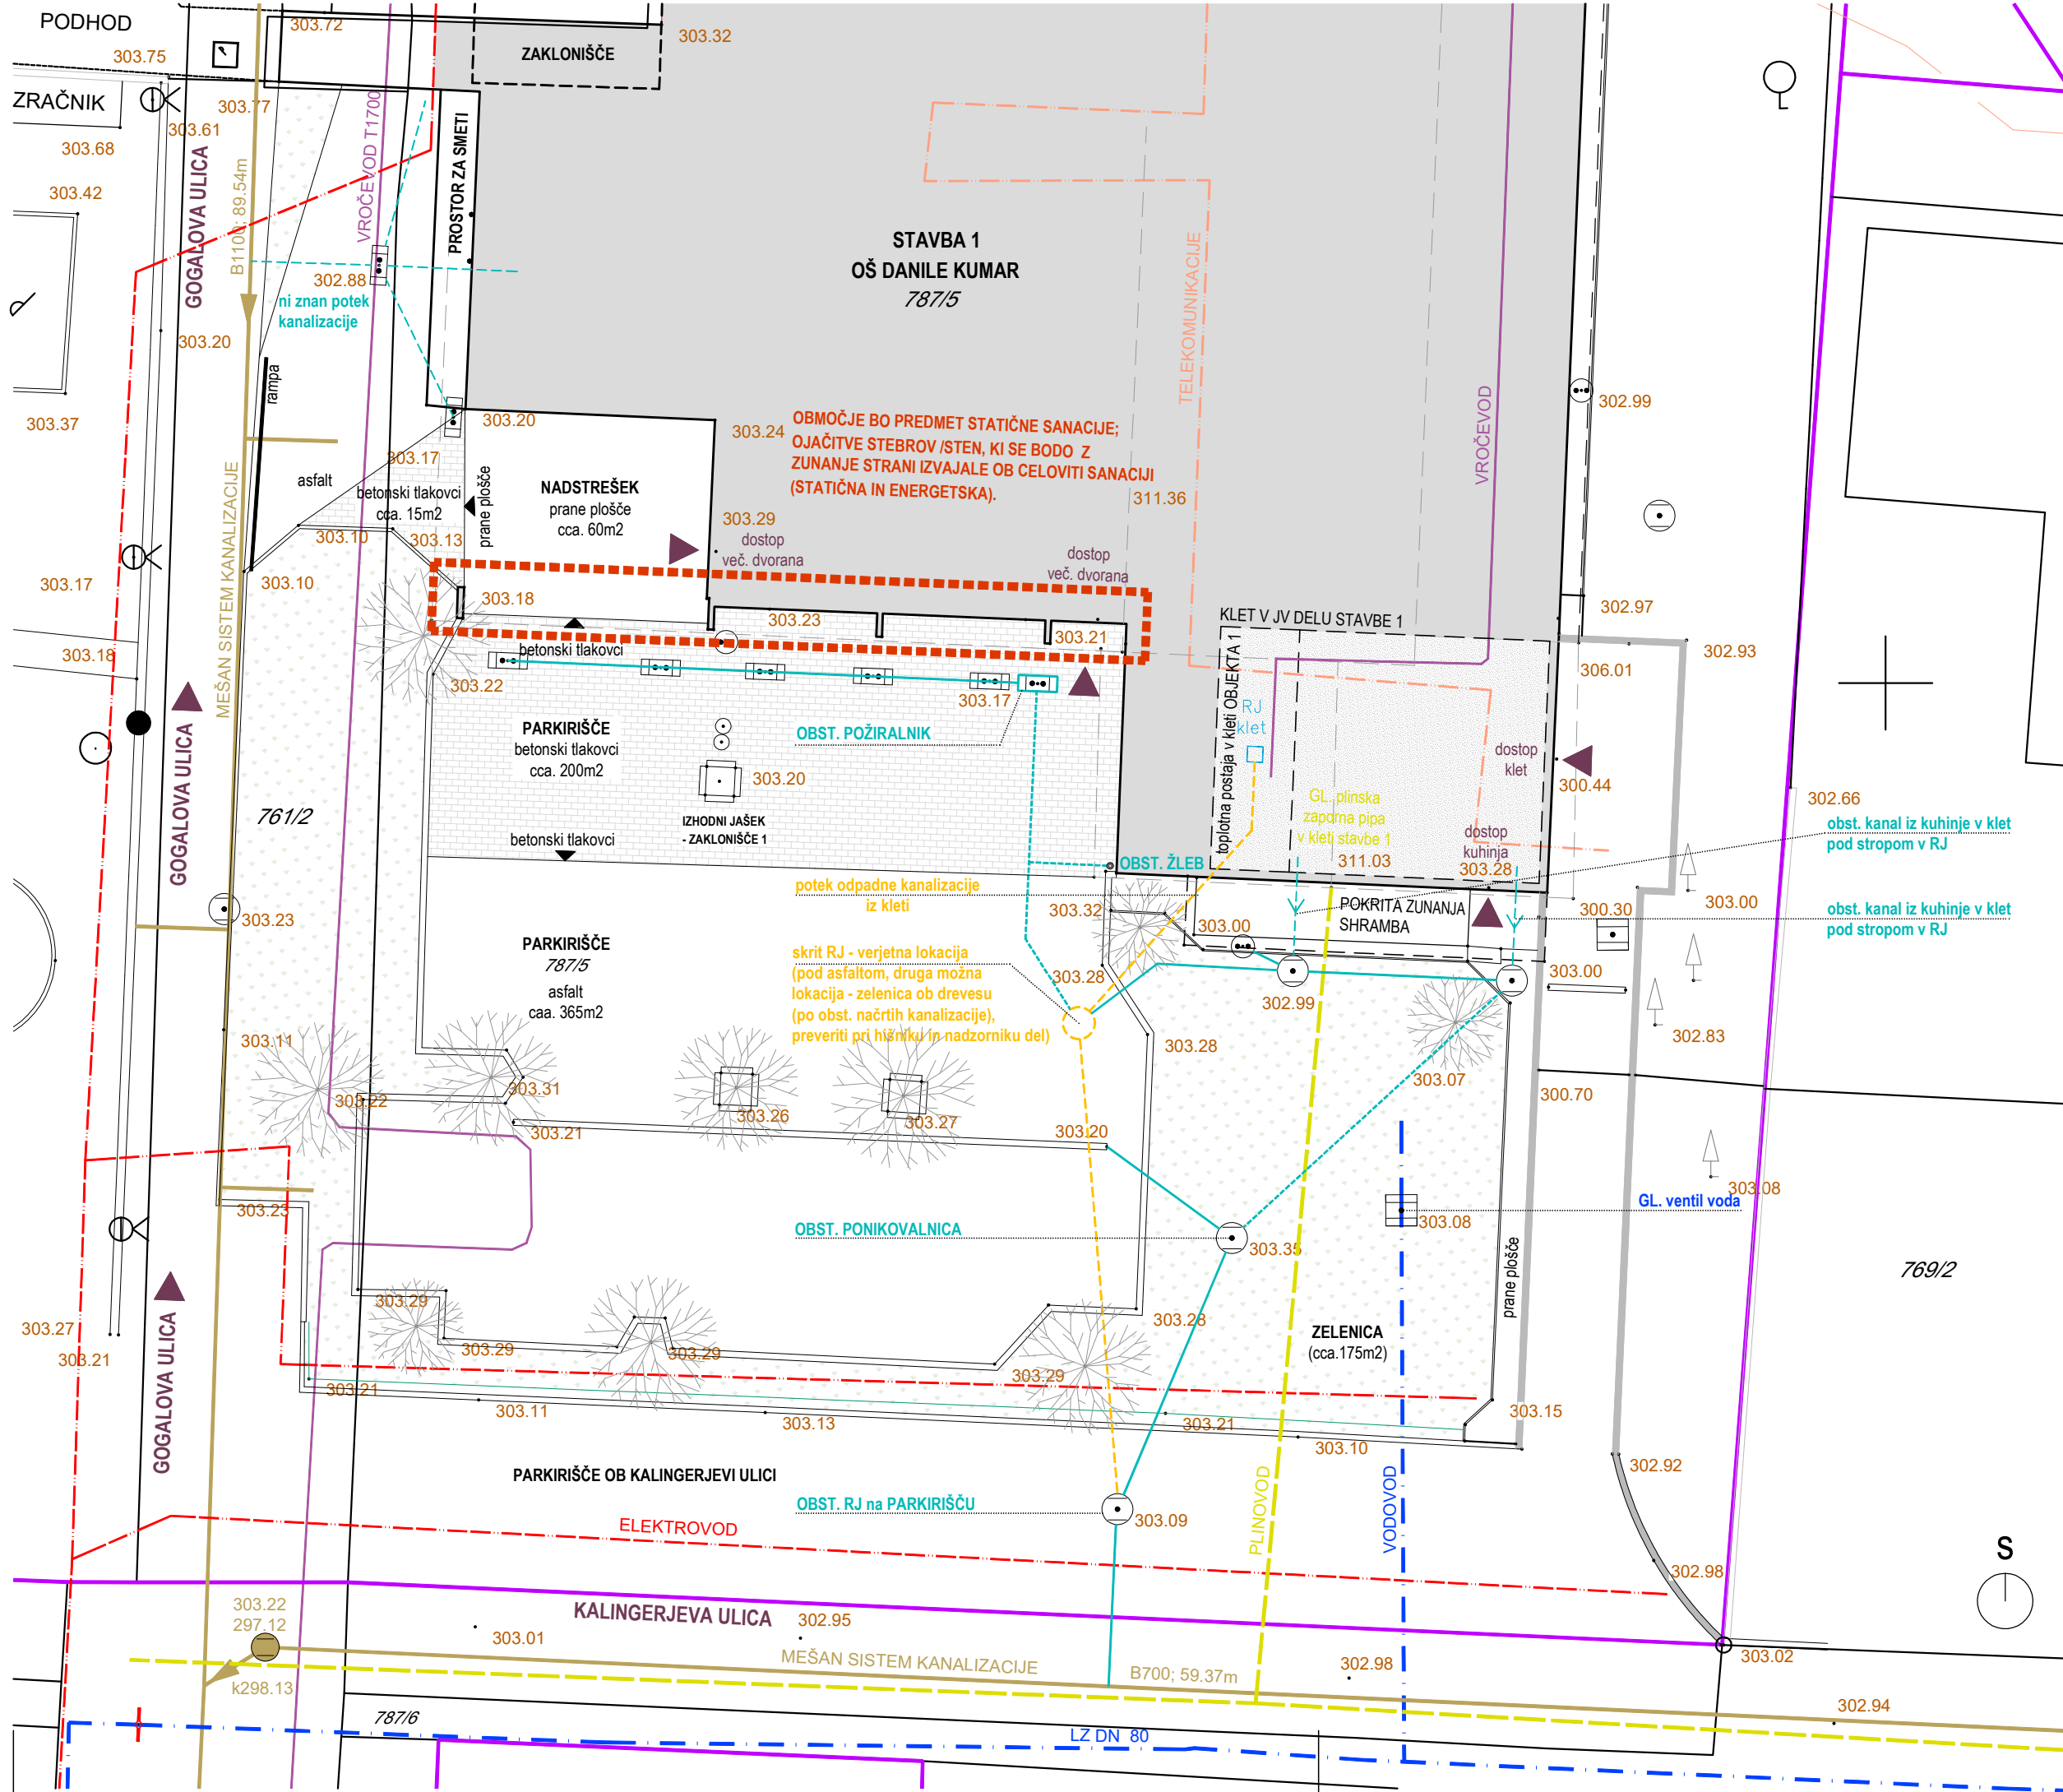 PODHOD
303.72
303.75
ZAKLONIŠČE
303.32
ZRAČNIK
303.77
303.61
303.68
303.42
GOGALOVA ULICA
B1100; 89.54m
VROČEVOD T1700
PROSTOR ZA SMETI
STAVBA 1
OŠ DANILE KUMAR
787/5
TELEKOMUNIKACIJE
302.88
ni znan potek
kanalizacije
303.20
rampa
VROČEVOD
302.99
303.37
303.20
303.24
OBMOČJE BO PREDMET STATIČNE SANACIJE;
OJAČITVE STEBROV /STEN, KI SE BODO Z
ZUNANJE STRANI IZVAJALE OB CELOVITI SANACIJI
(STATIČNA IN ENERGETSKA).
311.36
MEŠAN SISTEM KANALIZACIJE
303.17
asfalt
betonski tlakovci
cca. 15m2
prane plošče
NADSTREŠEK
prane plošče
cca. 60m2
303.29
dostop
več. dvorana
dostop
več. dvorana
303.10
303.13
303.17
303.10
303.18
303.23
303.21
KLET V JV DELU STAVBE 1
302.97
302.93
303.18
betonski tlakovci
303.22
303.17
306.01
toplotna postaja v kleti OBJEKTA 1
RJ
klet
GOGALOVA ULICA
PARKIRIŠČE
betonski tlakovci
cca. 200m2
OBST. POŽIRALNIK
303.20
dostop
klet
300.44
302.66
GL. plinska
zaporna pipa
v kleti stavbe 1
761/2
IZHODNI JAŠEK
- ZAKLONIŠČE 1
betonski tlakovci
dostop
kuhinja
303.28
311.03
obst. kanal iz kuhinje v klet
pod stropom v RJ
OBST. ŽLEB
potek odpadne kanalizacije
iz kleti
303.32
303.23
303.00
POKRITA ZUNANJA
SHRAMBA
300.30
303.00
obst. kanal iz kuhinje v klet
pod stropom v RJ
PARKIRIŠČE
787/5
asfalt
caa. 365m2
skrit RJ - verjetna lokacija
(pod asfaltom, druga možna
lokacija - zelenica ob drevesu
(po obst. načrtih kanalizacije),
preveriti pri hišniku in nadzorniku del)
303.28
302.99
303.00
303.11
303.28
302.83
303.07
303.31
303.22
303.26
303.27
300.70
303.21
303.20
303.08
303.23
GL. ventil voda
303.08
OBST. PONIKOVALNICA
303.35
prane plošče
769/2
303.29
303.28
303.27
303.21
GOGALOVA ULICA
303.29
303.29
ZELENICA
(cca.175m2)
303.29
303.21
303.11
303.13
303.21
303.15
303.10
PARKIRIŠČE OB KALINGERJEVI ULICI
302.92
OBST. RJ na PARKIRIŠČU
303.09
PLINOVOD
VODOVOD
ELEKTROVOD
S
302.98
303.22
297.12
KALINGERJEVA ULICA
302.95
303.01
MEŠAN SISTEM KANALIZACIJE
B700; 59.37m
302.98
303.02
k298.13
302.94
787/6
LZ DN 80